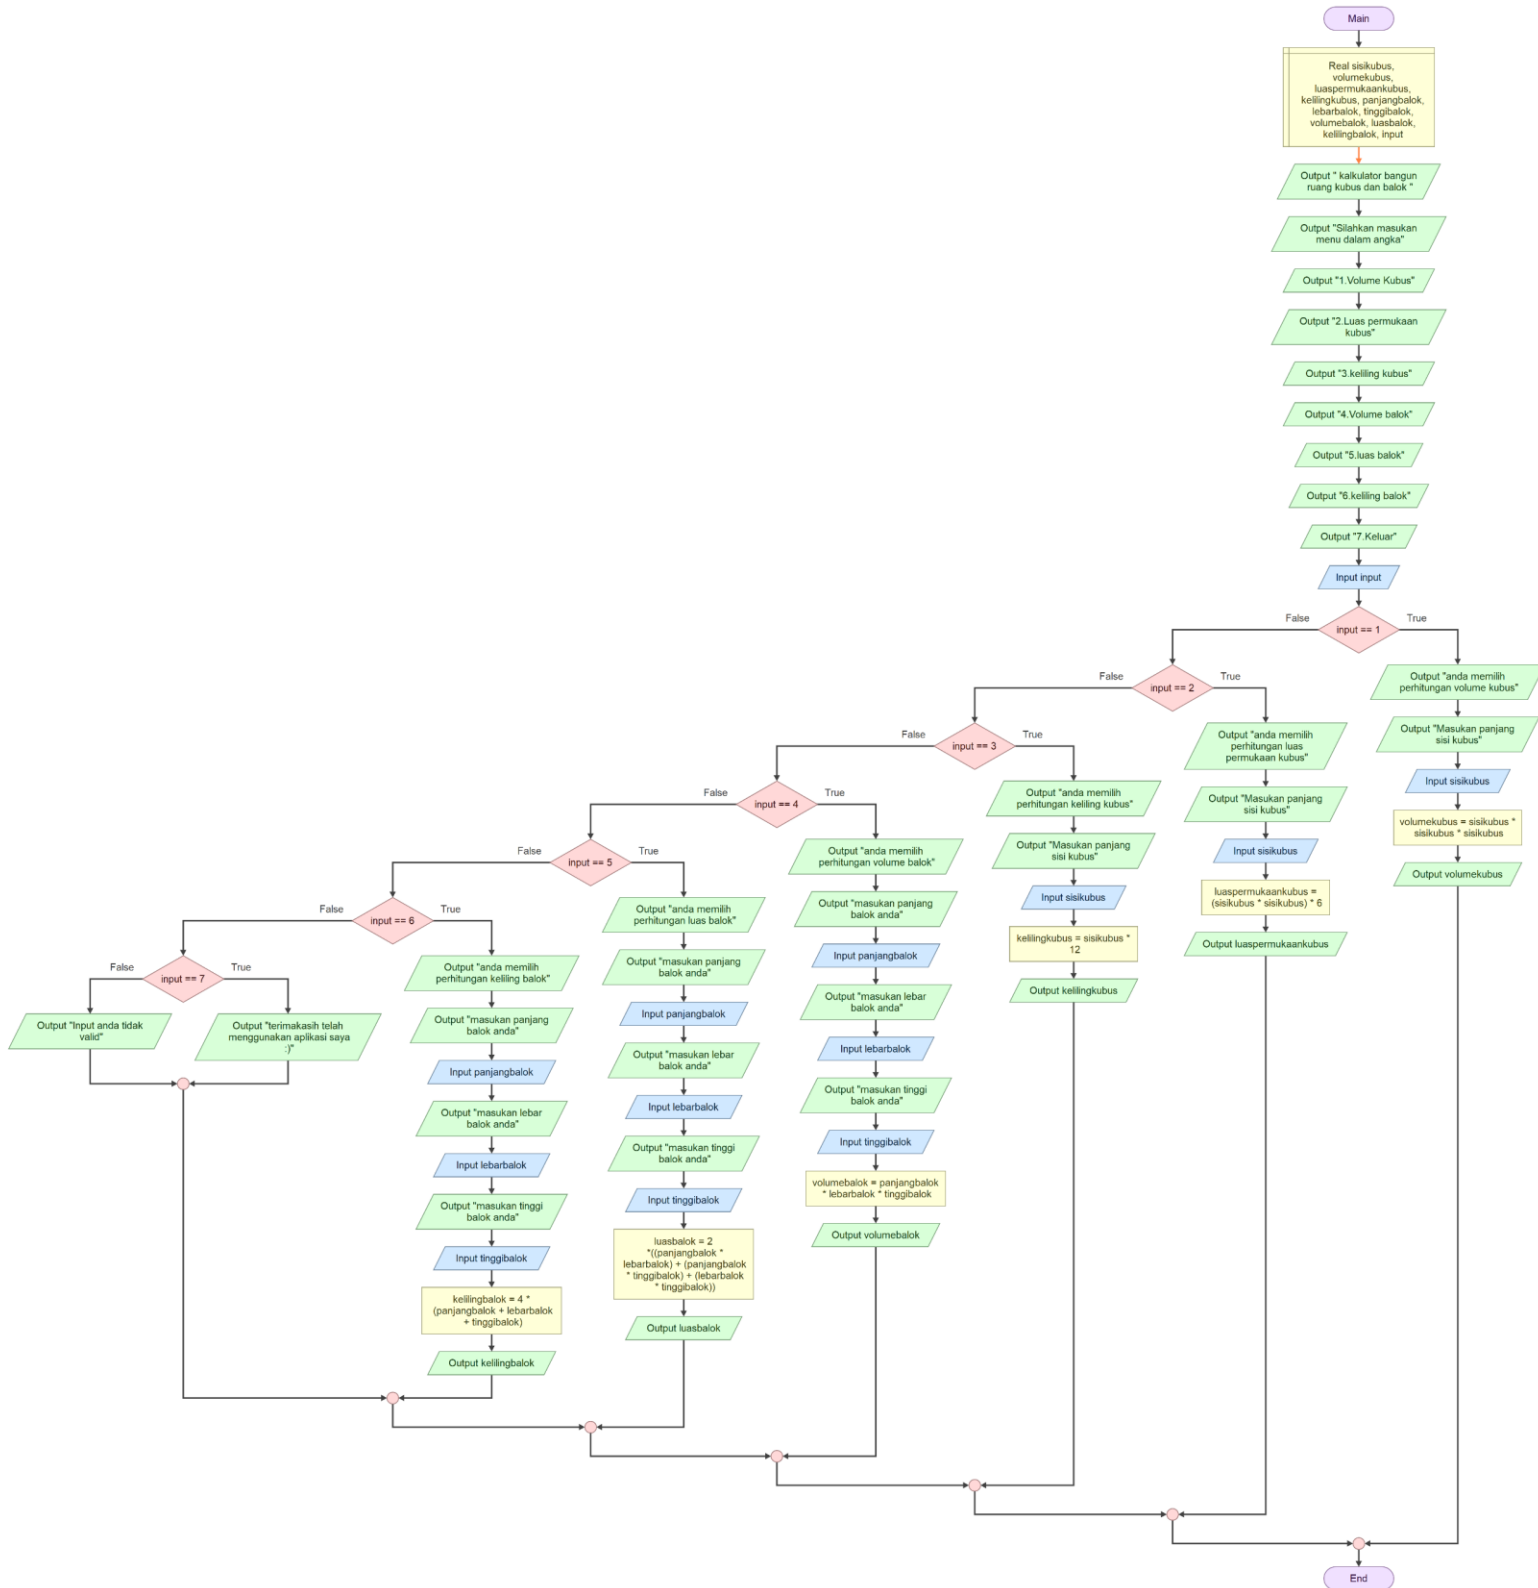 Main
Real sisikubus,
volumekubus,
luaspermukaankubus,
kelilingkubus, panjangbalok,
lebarbalok, tinggibalok,
volumebalok, luasbalok,
kelilingbalok, input
Output " kalkulator bangun
ruang kubus dan balok "
Output "Silahkan masukan
menu dalam angka"
Output "1.Volume Kubus"
Output "2.Luas permukaan
kubus"
Output "3.keliling kubus"
Output "4.Volume balok"
Output "5.luas balok"
Output "6.keliling balok"
Output "7.Keluar"
Input input
False
input == 1
True
Output "anda memilih
perhitungan volume kubus"
Output "Masukan panjang
sisi kubus"
Input sisikubus
volumekubus = sisikubus *
sisikubus * sisikubus
Output volumekubus
False
input == 2
True
Output "anda memilih
perhitungan luas
permukaan kubus"
Output "Masukan panjang
sisi kubus"
Input sisikubus
luaspermukaankubus =
(sisikubus * sisikubus) * 6
Output luaspermukaankubus
False
input == 3
True
Output "anda memilih
perhitungan keliling kubus"
Output "Masukan panjang
sisi kubus"
Input sisikubus
kelilingkubus = sisikubus *
12
Output kelilingkubus
False
input == 4
True
Output "anda memilih
perhitungan volume balok"
Output "masukan panjang
balok anda"
Input panjangbalok
Output "masukan lebar
balok anda"
Input lebarbalok
Output "masukan tinggi
balok anda"
Input tinggibalok
volumebalok = panjangbalok
* lebarbalok * tinggibalok
Output volumebalok
False
input == 5
True
Output "anda memilih
perhitungan luas balok"
Output "masukan panjang
balok anda"
Input panjangbalok
Output "masukan lebar
balok anda"
Input lebarbalok
Output "masukan tinggi
balok anda"
Input tinggibalok
luasbalok = 2
*((panjangbalok *
lebarbalok) + (panjangbalok
* tinggibalok) + (lebarbalok
* tinggibalok))
Output luasbalok
False
input == 6
True
Output "anda memilih
perhitungan keliling balok"
Output "masukan panjang
balok anda"
Input panjangbalok
Output "masukan lebar
balok anda"
Input lebarbalok
Output "masukan tinggi
balok anda"
Input tinggibalok
kelilingbalok = 4 *
(panjangbalok + lebarbalok
+ tinggibalok)
Output kelilingbalok
False
input == 7
True
Output "Input anda tidak
valid"
Output "terimakasih telah
menggunakan aplikasi saya
:)"
End